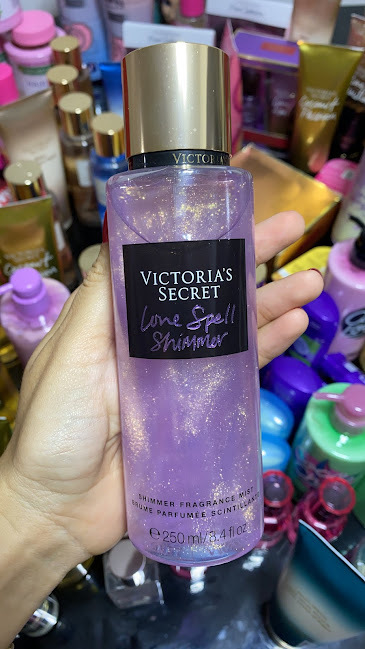 VICTORIA
VICTORIA'S
SECRET
Love Spell
Shimmer
SHIMMER FRAGRANCE MIST
BRUME PARFUMÉE SCINTILLANTE
℮ 250 ml/8.4 fl oz